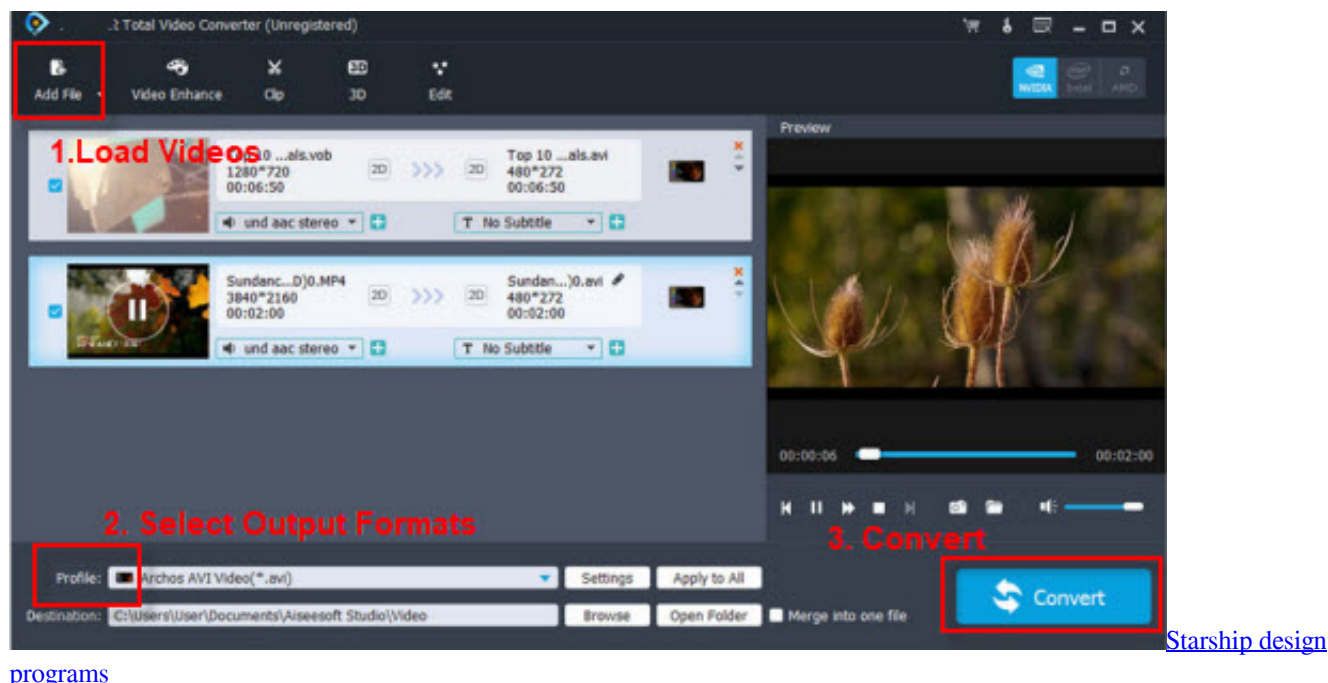 Total Video Converter (Unregistered)
Add File
Video Enhance
Clip
3D
3D
Edit
NVIDIA
intel
AMD
1.Load Videos
Top 10 ...als.vob
1280*720
00:06:50
2D
2D
Top 10 ...als.avi
480*272
00:06:50
und aac stereo
T No Subtitle
Preview
Sundanc...D)0.MP4
3840*2160
00:02:00
2D
2D
Sundan...)0.avi
480*272
00:02:00
und aac stereo
T No Subtitle
00:00:06
00:02:00
2. Select Output Formats
3. Convert
Profile: Archos AVI Video(*.avi)
Settings
Apply to All
Destination: C:\Users\User\Documents\Aiseesoft Studio\Video
Browse
Open Folder
Merge into one file
Convert
Starship design
programs